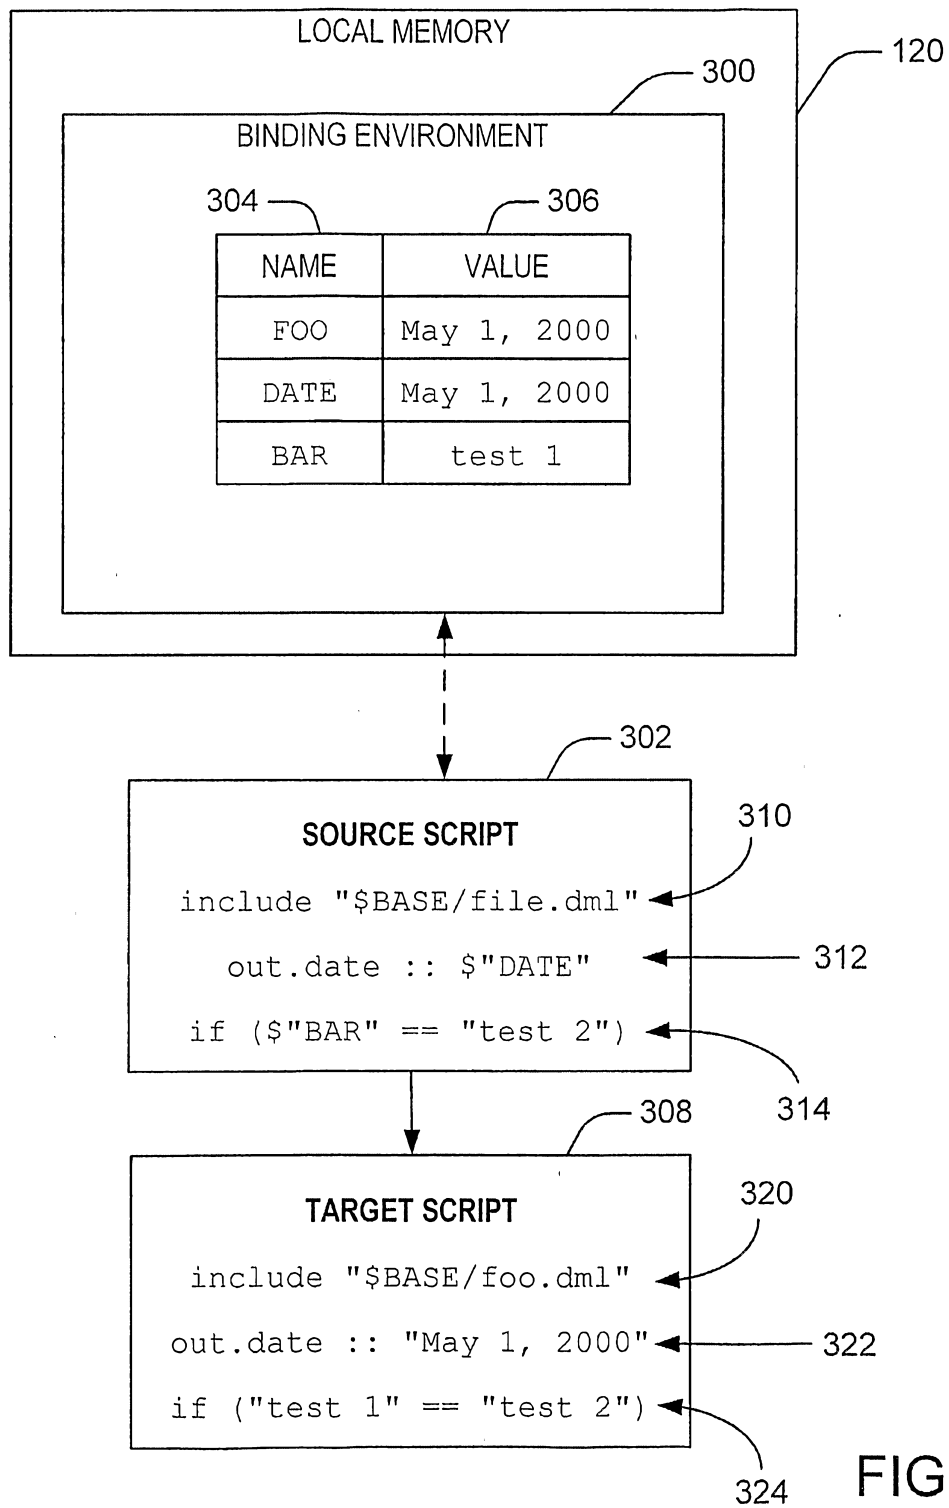 LOCAL MEMORY
120
300
BINDING ENVIRONMENT
304 306
NAME VALUE
FOO May 1, 2000
DATE May 1, 2000
BAR test 1
302
SOURCE SCRIPT
310
include "$BASE/file.dml"
out.date :: $"DATE"
312
if ($"BAR" == "test 2")
314
308
TARGET SCRIPT
320
include "$BASE/foo.dml"
out.date :: "May 1, 2000"
322
if ("test 1" == "test 2")
324
FIG